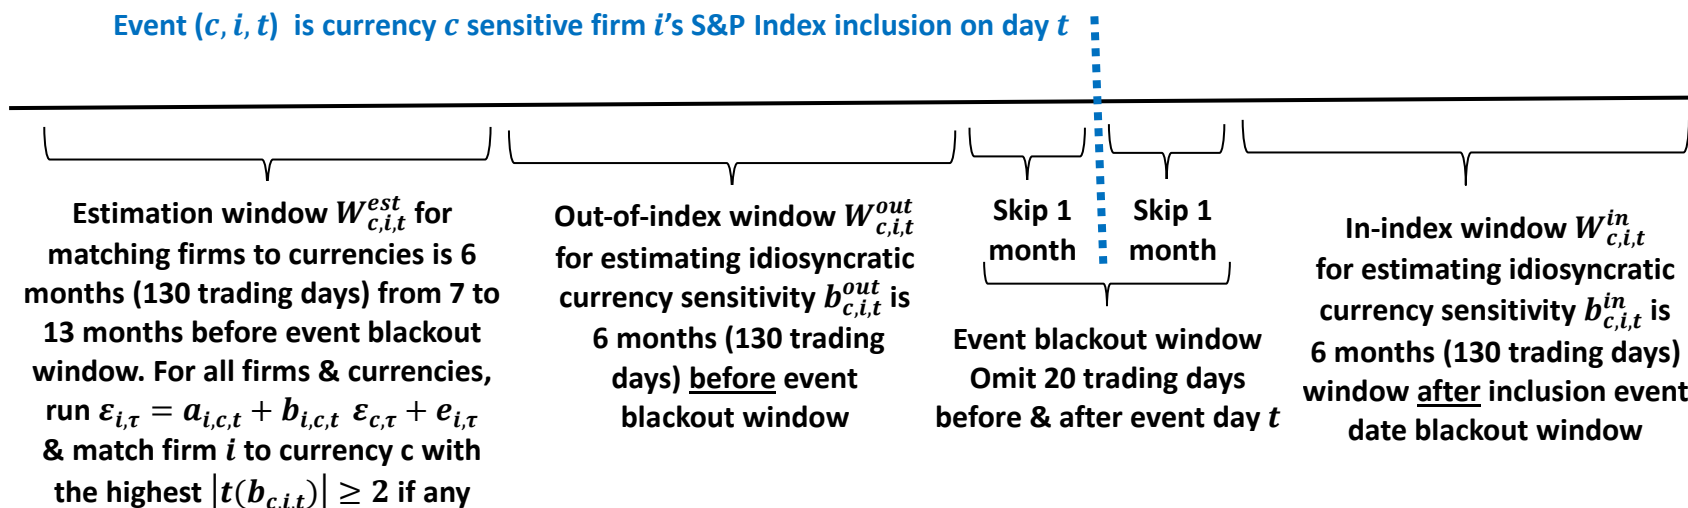 Event (c, i, t) is currency c sensitive firm i's S&P Index inclusion on day t
Estimation window W^{est}_{c,i,t} for
matching firms to currencies is 6
months (130 trading days) from 7 to
13 months before event blackout
window. For all firms & currencies,
run ε_{i,τ} = a_{i,c,t} + b_{i,c,t} ε_{c,τ} + e_{i,τ}
& match firm i to currency c with
the highest |t(b_{c,i,t})| ≥ 2 if any
Out-of-index window W^{out}_{c,i,t}
for estimating idiosyncratic
currency sensitivity b^{out}_{c,i,t} is
6 months (130 trading
days) before event
blackout window
Skip 1
month
Skip 1
month
Event blackout window
Omit 20 trading days
before & after event day t
In-index window W^{in}_{c,i,t}
for estimating idiosyncratic
currency sensitivity b^{in}_{c,i,t} is
6 months (130 trading days)
window after inclusion event
date blackout window